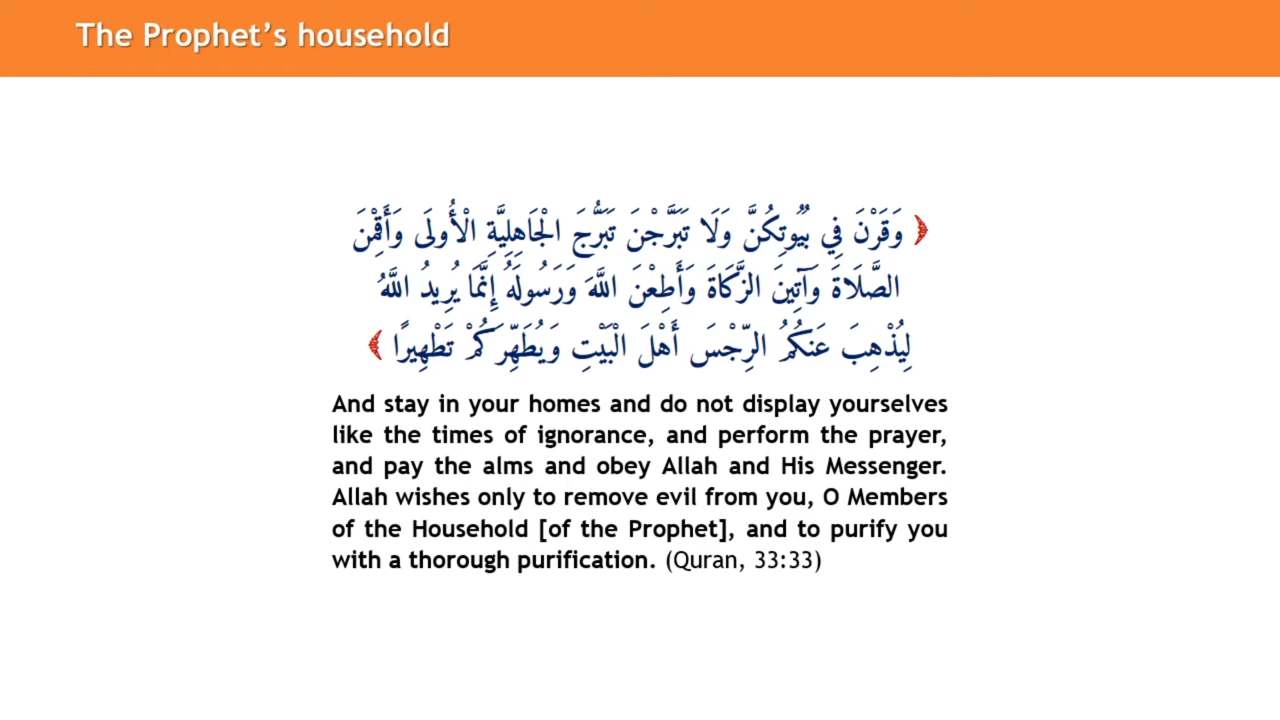 The Prophet’s household
﴿ وَقَرْنَ فِي بُيُوتِكُنَّ وَلَا تَبَرَّجْنَ تَبَرُّجَ الْجَاهِلِيَّةِ الْأُولَى وَأَقِمْنَ
الصَّلَاةَ وَآتِينَ الزَّكَاةَ وَأَطِعْنَ اللَّهَ وَرَسُولَهُ إِنَّمَا يُرِيدُ اللَّهُ
لِيُذْهِبَ عَنكُمُ الرِّجْسَ أَهْلَ الْبَيْتِ وَيُطَهِّرَكُمْ تَطْهِيرًا ﴾
And stay in your homes and do not display yourselves
like the times of ignorance, and perform the prayer,
and pay the alms and obey Allah and His Messenger.
Allah wishes only to remove evil from you, O Members
of the Household [of the Prophet], and to purify you
with a thorough purification. (Quran, 33:33)